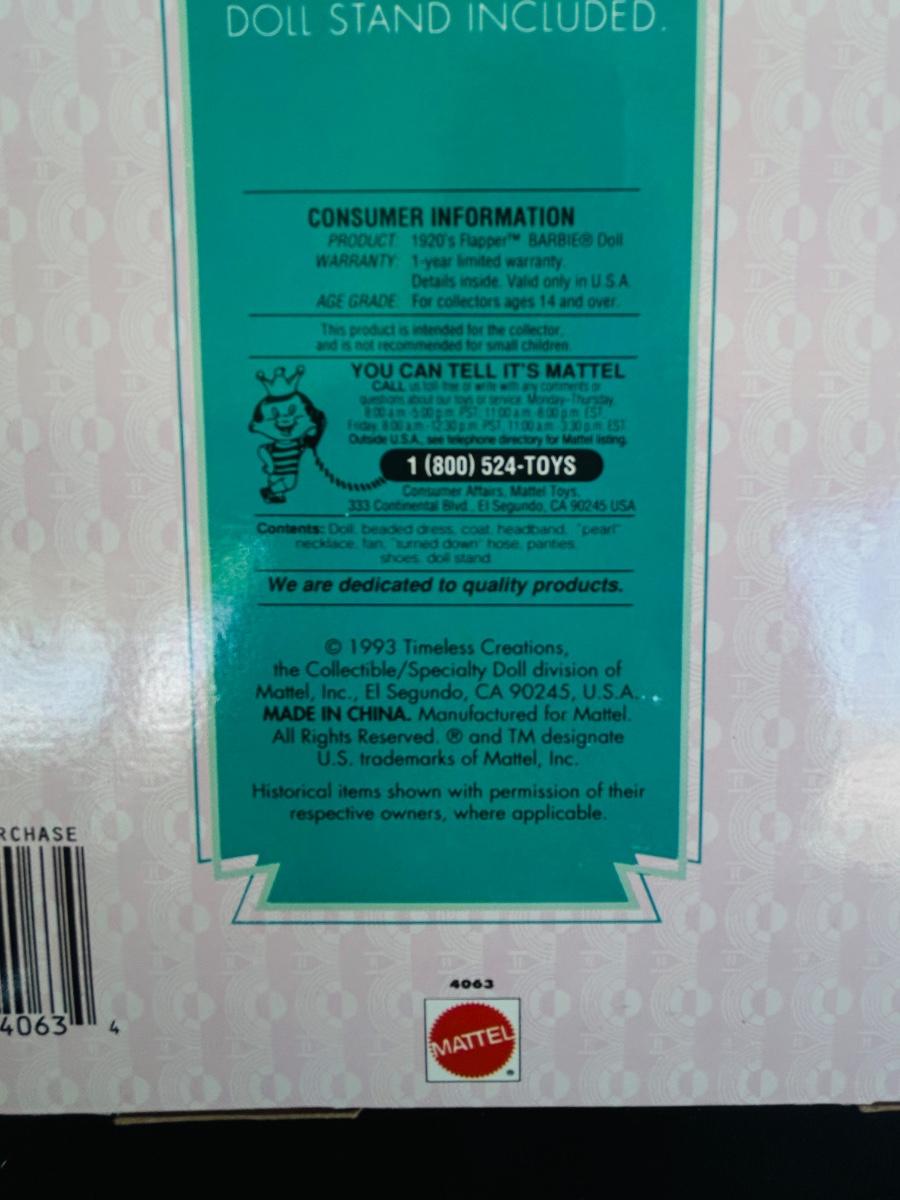 DOLL STAND INCLUDED.
CONSUMER INFORMATION
PRODUCT: 1920's Flapper™ BARBIE® Doll
WARRANTY: 1-year limited warranty.
Details inside. Valid only in U.S.A.
AGE GRADE: For collectors ages 14 and over.
This product is intended for the collector,
and is not recommended for small children.
YOU CAN TELL IT'S MATTEL
CALL us toll-free or write with any comments or
questions about our toys or service. Monday-Thursday,
8:00 a.m.-5:00 p.m. PST, 11:00 a.m.-8:00 p.m. EST.
Friday, 8:00 a.m.-12:30 p.m. PST, 11:00 a.m.-3:30 p.m. EST.
Outside U.S.A., see telephone directory for Mattel listing.
1 (800) 524-TOYS
Consumer Affairs, Mattel Toys,
333 Continental Blvd., El Segundo, CA 90245 USA
Contents: Doll, beaded dress, coat, headband, "pearl"
necklace, fan, "turned down" hose, panties,
shoes, doll stand.
We are dedicated to quality products.
© 1993 Timeless Creations,
the Collectible/Specialty Doll division of
Mattel, Inc., El Segundo, CA 90245, U.S.A.
MADE IN CHINA. Manufactured for Mattel.
All Rights Reserved. ® and TM designate
U.S. trademarks of Mattel, Inc.
Historical items shown with permission of their
respective owners, where applicable.
RCHASE
4063 4
4063
MATTEL